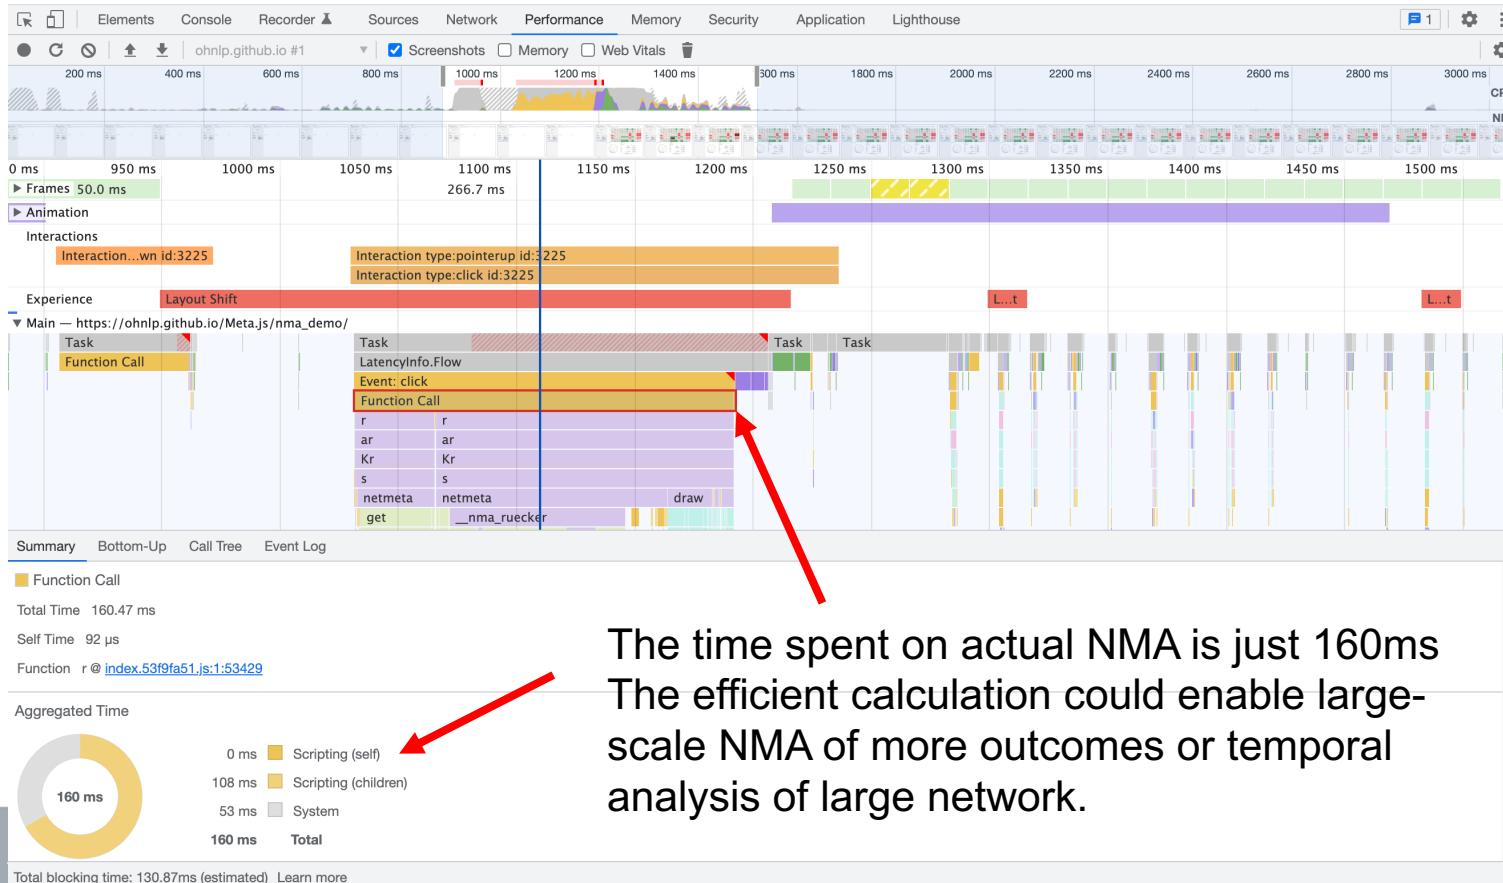 Elements Console Recorder Sources Network Performance Memory Security Application Lighthouse 1
ohnlp.github.io #1 Screenshots Memory Web Vitals
200 ms 400 ms 600 ms 800 ms 1000 ms 1200 ms 1400 ms 1800 ms 2000 ms 2200 ms 2400 ms 2600 ms 2800 ms 3000 ms
0 ms 950 ms 1000 ms 1050 ms 1100 ms 1150 ms 1200 ms 1250 ms 1300 ms 1350 ms 1400 ms 1450 ms 1500 ms
Frames 50.0 ms 266.7 ms
Animation
Interactions
Interaction...wn id:3225 Interaction type:pointerup id:3225
Interaction type:click id:3225
Experience Layout Shift L...t L...t
Main — https://ohnlp.github.io/Meta.js/nma_demo/
Task Task Task Task
Function Call LatencyInfo.Flow
Event: click
Function Call
r r
ar ar
Kr Kr
s s
netmeta netmeta draw
get __nma_ruecker
Summary Bottom-Up Call Tree Event Log
Function Call
Total Time 160.47 ms
Self Time 92 µs
Function r @ index.53f9fa51.js:1:53429
Aggregated Time
0 ms Scripting (self)
108 ms Scripting (children)
160 ms
53 ms System
160 ms Total
The time spent on actual NMA is just 160ms
The efficient calculation could enable large-
scale NMA of more outcomes or temporal
analysis of large network.
Total blocking time: 130.87ms (estimated) Learn more